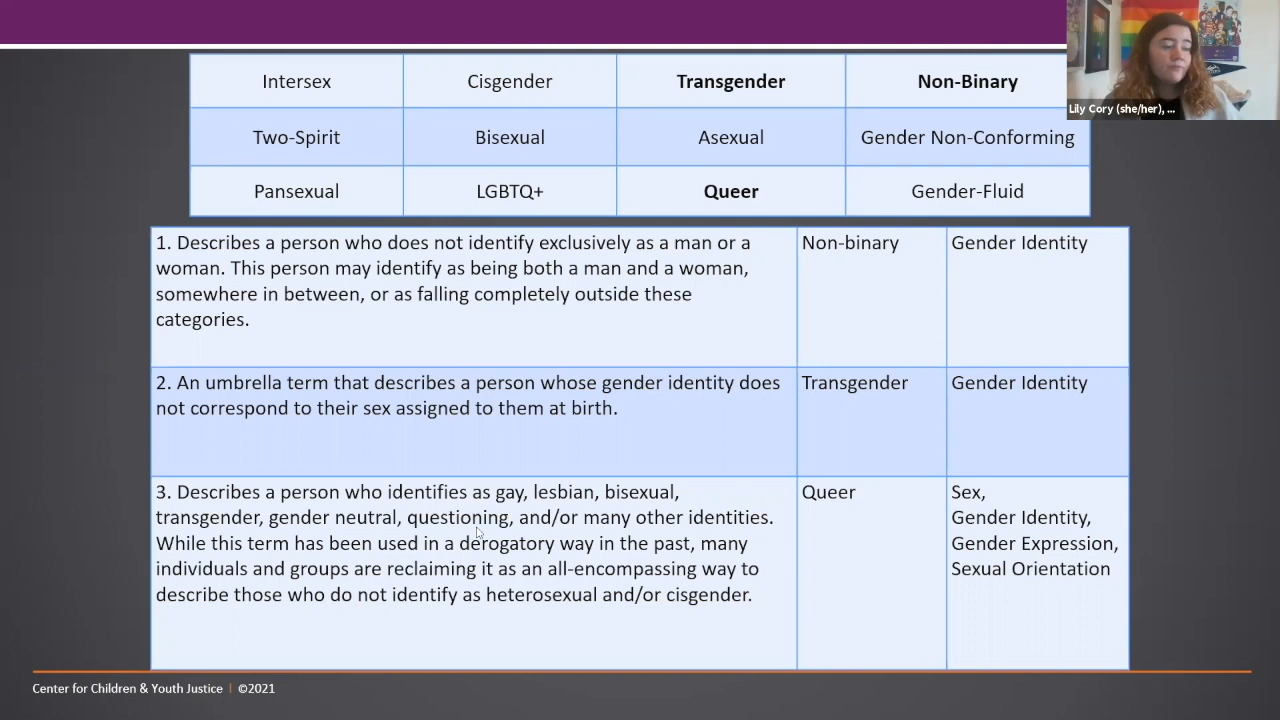 Intersex Cisgender Transgender Non-Binary
Two-Spirit Bisexual Asexual Gender Non-Conforming
Pansexual LGBTQ+ Queer Gender-Fluid
Lily Cory (she/her), ...
1. Describes a person who does not identify exclusively as a man or a
woman. This person may identify as being both a man and a woman,
somewhere in between, or as falling completely outside these
categories.
Non-binary
Gender Identity
2. An umbrella term that describes a person whose gender identity does
not correspond to their sex assigned to them at birth.
Transgender
Gender Identity
3. Describes a person who identifies as gay, lesbian, bisexual,
transgender, gender neutral, questioning, and/or many other identities.
While this term has been used in a derogatory way in the past, many
individuals and groups are reclaiming it as an all-encompassing way to
describe those who do not identify as heterosexual and/or cisgender.
Queer
Sex,
Gender Identity,
Gender Expression,
Sexual Orientation
Center for Children & Youth Justice | ©2021